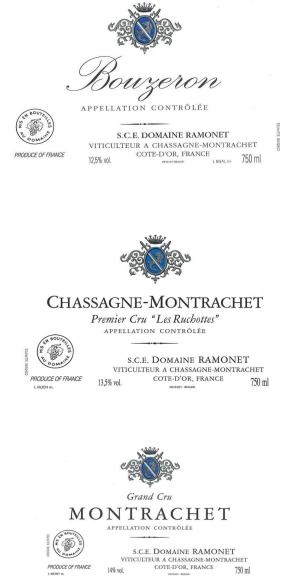 Bouzeron
APPELLATION CONTRÔLÉE
MIS EN BOUTEILLES
AU DOMAINE
S.C.E. DOMAINE RAMONET
VITICULTEUR A CHASSAGNE-MONTRACHET
COTE-D'OR, FRANCE
PRODUCE OF FRANCE
12,5% vol.
750 ml
CHASSAGNE-MONTRACHET
Premier Cru "Les Ruchottes"
APPELLATION CONTRÔLÉE
MIS EN BOUTEILLES
AU DOMAINE
S.C.E. DOMAINE RAMONET
VITICULTEUR A CHASSAGNE-MONTRACHET
COTE-D'OR, FRANCE
PRODUCE OF FRANCE
13,5% vol.
750 ml
Grand Cru
MONTRACHET
APPELLATION CONTRÔLÉE
MIS EN BOUTEILLES
AU DOMAINE
S.C.E. DOMAINE RAMONET
VITICULTEUR A CHASSAGNE-MONTRACHET
COTE-D'OR, FRANCE
PRODUCE OF FRANCE
14% vol.
750 ml